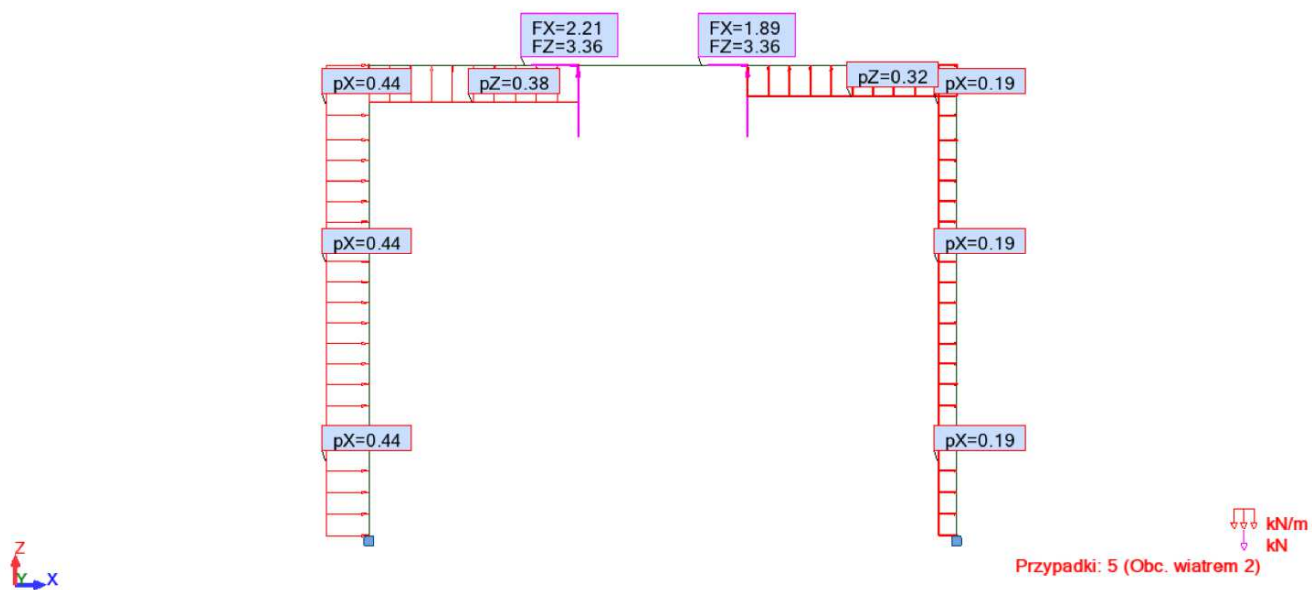 FX=2.21
FZ=3.36
FX=1.89
FZ=3.36
pX=0.44
pZ=0.38
pZ=0.32
pX=0.19
pX=0.44
pX=0.19
pX=0.44
pX=0.19
kN/m
kN
Przypadki: 5 (Obc. wiatrem 2)
Z
Y
X